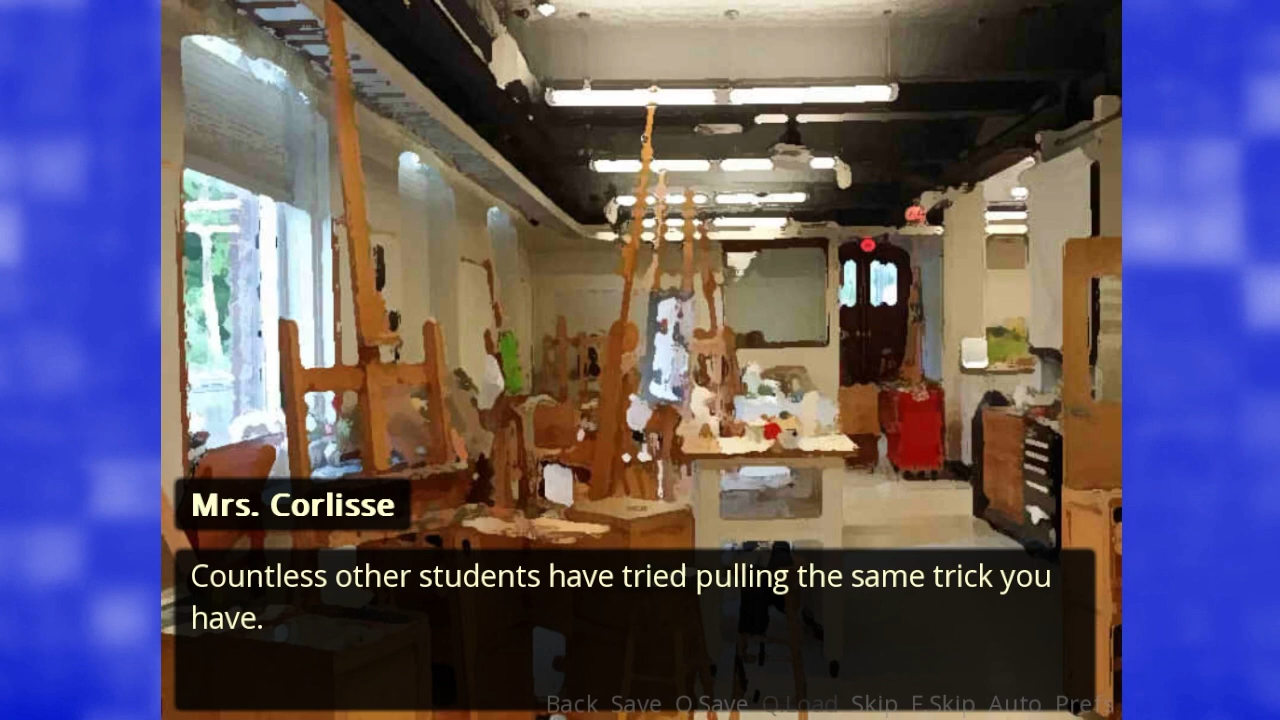 Mrs. Corlisse
Countless other students have tried pulling the same trick you
have.
Back Save Q.Save Q.Load Skip F.Skip Auto Prefs